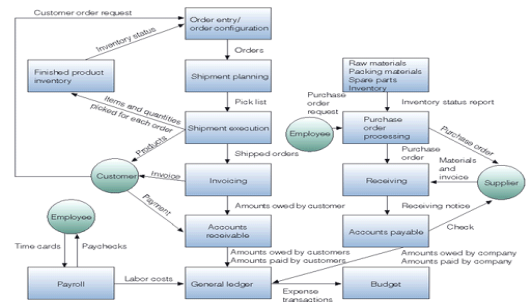 Customer order request
Order entry/
order configuration
Inventory status
Orders
Finished product
inventory
Shipment planning
Raw materials
Packing materials
Spare parts
Inventory
Items and quantities
picked for each order
Pick list
Purchase
order
request
Inventory status report
Shipment execution
Employee
Purchase
order
processing
Purchase order
Products
Shipped orders
Purchase
order
Materials
and
invoice
Customer
Invoice
Invoicing
Receiving
Supplier
Payment
Amounts owed by customer
Receiving notice
Employee
Accounts
receivable
Accounts payable
Check
Time cards
Paychecks
Amounts owed by customers
Amounts paid by customers
Amounts owed by company
Amounts paid by company
Payroll
Labor costs
General ledger
Expense
transactions
Budget